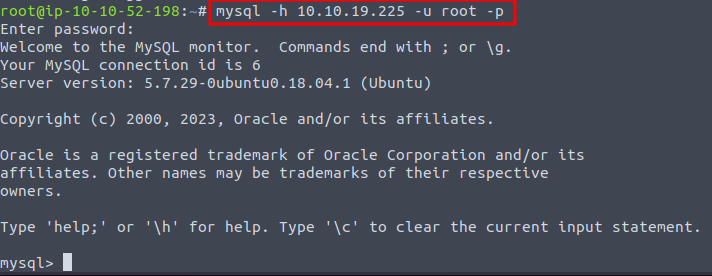 root@ip-10-10-52-198:~# mysql -h 10.10.19.225 -u root -p
Enter password:
Welcome to the MySQL monitor.  Commands end with ; or \g.
Your MySQL connection id is 6
Server version: 5.7.29-0ubuntu0.18.04.1 (Ubuntu)
Copyright (c) 2000, 2023, Oracle and/or its affiliates.
Oracle is a registered trademark of Oracle Corporation and/or its
affiliates. Other names may be trademarks of their respective
owners.
Type 'help;' or '\h' for help. Type '\c' to clear the current input statement.
mysql>